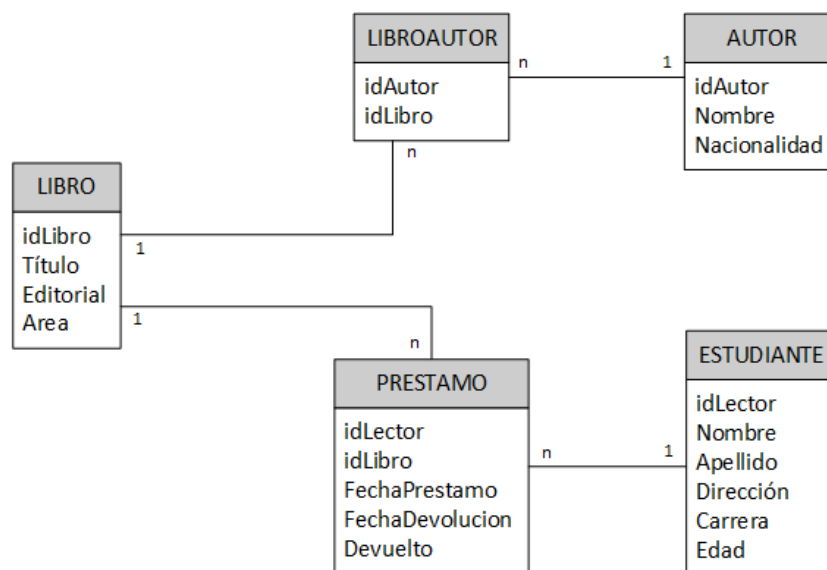 LIBROAUTOR
idAutor
idLibro
n
n
AUTOR
1
idAutor
Nombre
Nacionalidad
LIBRO
idLibro
Título
Editorial
Area
1
1
n
PRESTAMO
idLector
idLibro
FechaPrestamo
FechaDevolucion
Devuelto
n
1
ESTUDIANTE
idLector
Nombre
Apellido
Dirección
Carrera
Edad